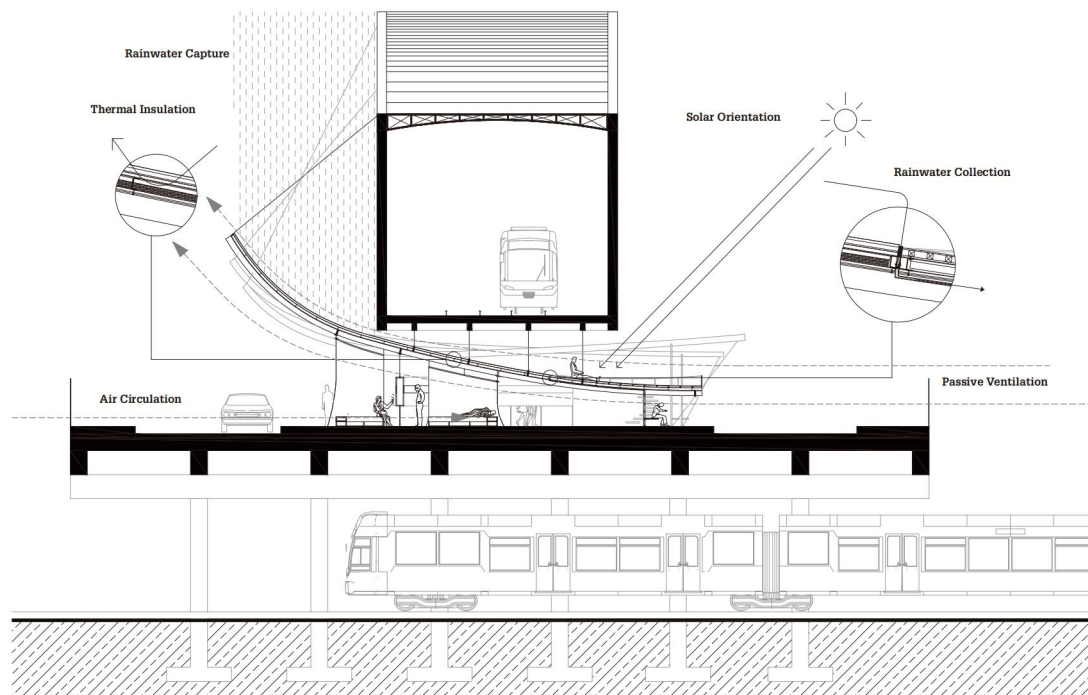 Rainwater Capture
Thermal Insulation
Solar Orientation
Rainwater Collection
Air Circulation
Passive Ventilation